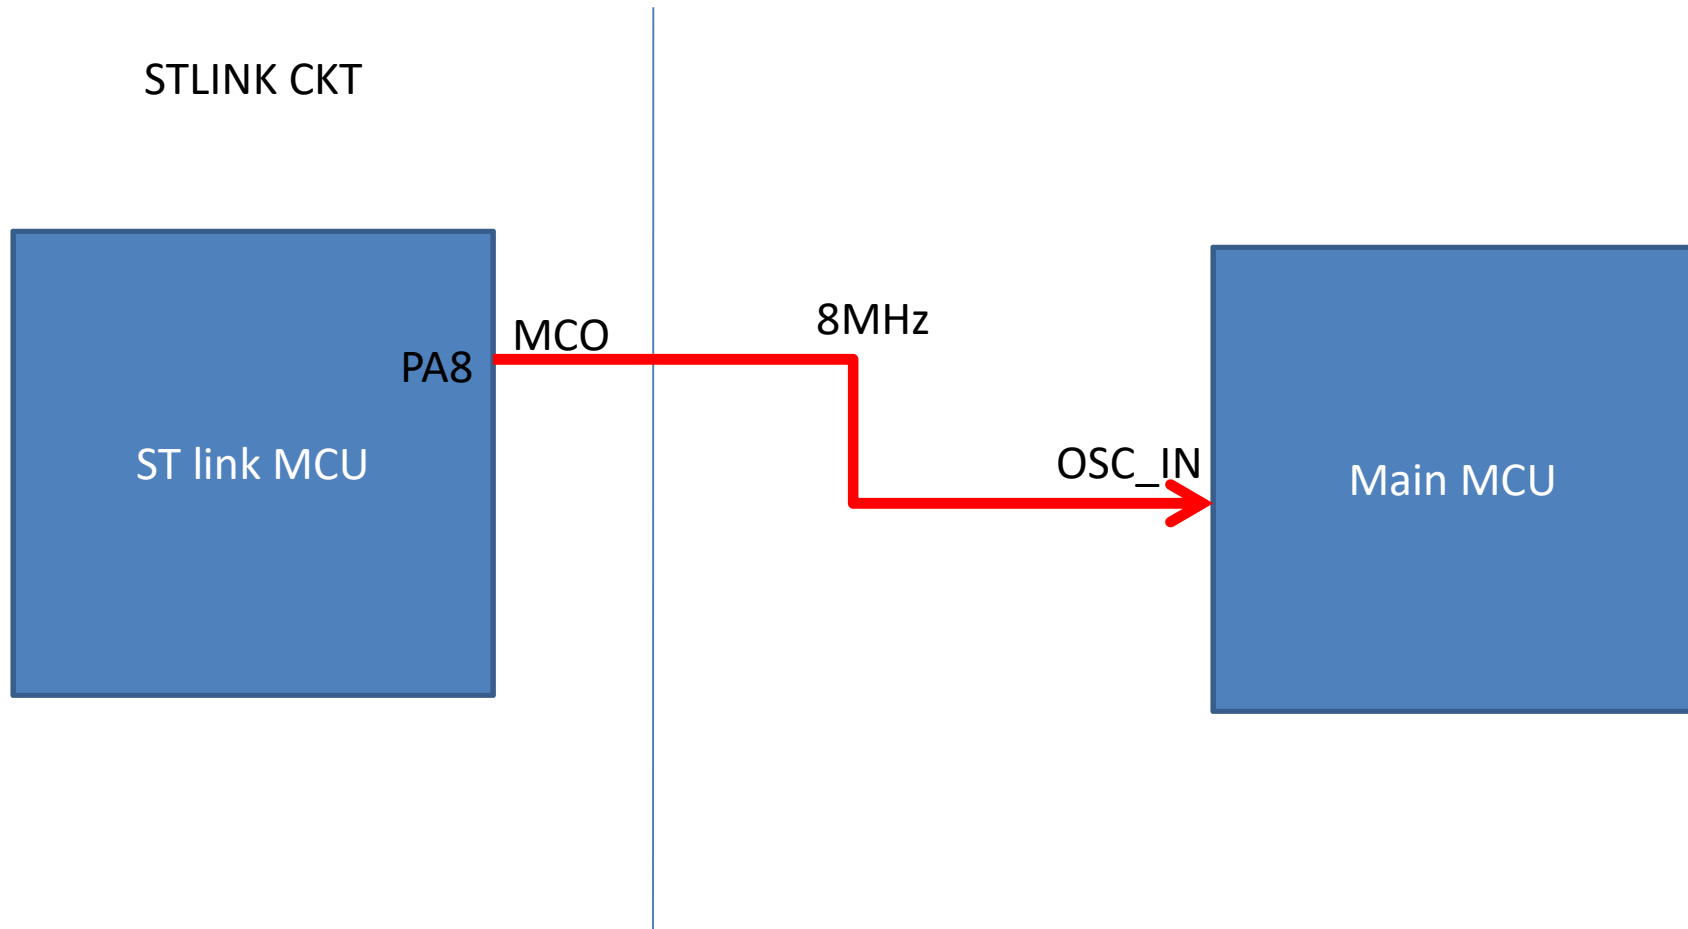 STLINK CKT
8MHz
MCO
PA8
ST link MCU
OSC_IN
Main MCU